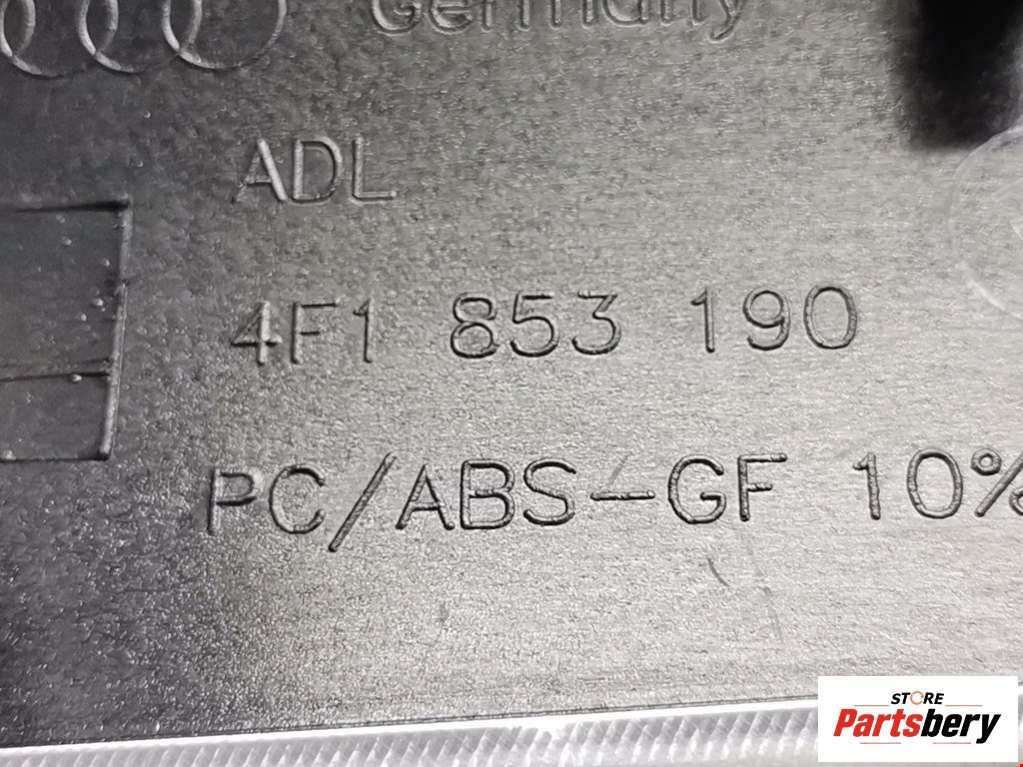 Germany
ADL
4F1 853 190
PC/ABS-GF 10%
STORE
Partsbery